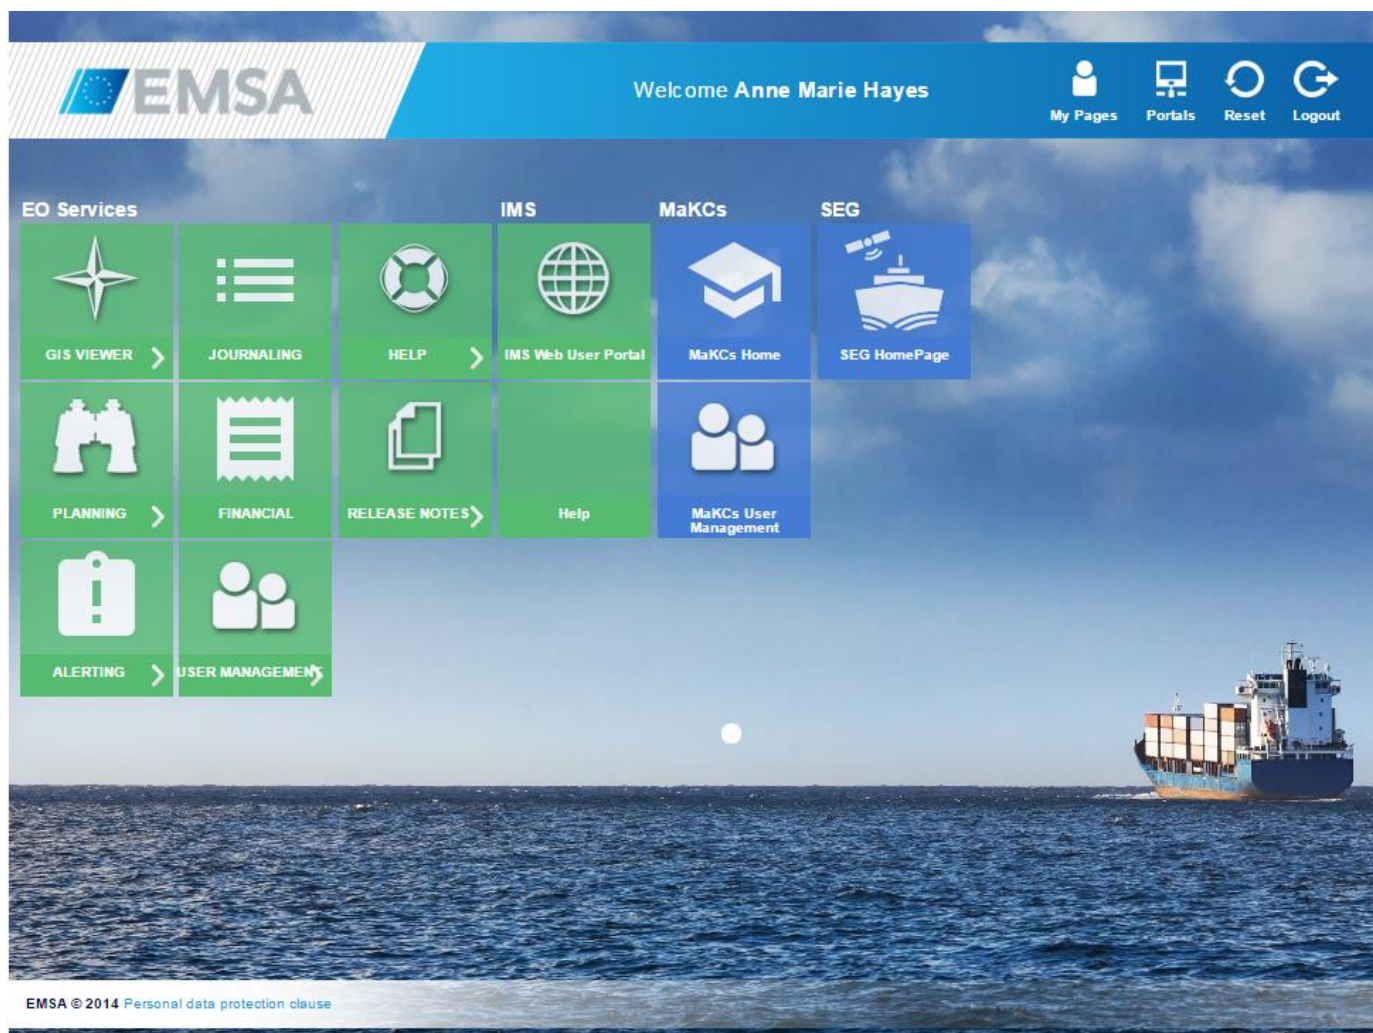 EMSA
Welcome Anne Marie Hayes
My Pages
Portals
Reset
Logout
EO Services
IMS
MaKCs
SEG
GIS VIEWER
JOURNALING
HELP
IMS Web User Portal
MaKCs Home
SEG HomePage
PLANNING
FINANCIAL
RELEASE NOTES
Help
MaKCs User
Management
ALERTING
USER MANAGEMENT
EMSA © 2014 Personal data protection clause